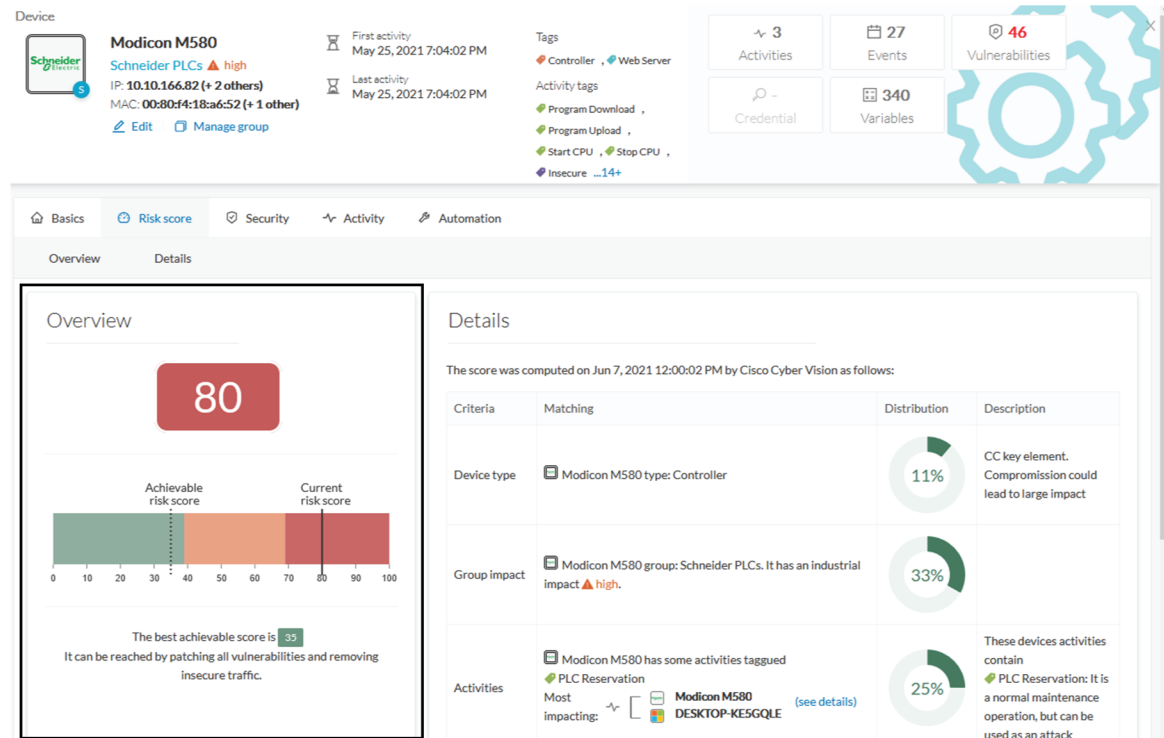 Device
Schneider
Electric
S
Modicon M580
Schneider PLCs high
IP: 10.10.166.82 (+ 2 others)
MAC: 00:80:f4:18:a6:52 (+ 1 other)
Edit Manage group
First activity
May 25, 2021 7:04:02 PM
Last activity
May 25, 2021 7:04:02 PM
Tags
Controller , Web Server
Activity tags
Program Download ,
Program Upload ,
Start CPU , Stop CPU ,
Insecure ...14+
3
Activities
27
Events
46
Vulnerabilities
-
Credential
340
Variables
X
Basics Risk score Security Activity Automation
Overview Details
Overview
80
Achievable
risk score
Current
risk score
0 10 20 30 40 50 60 70 80 90 100
The best achievable score is 35
It can be reached by patching all vulnerabilities and removing
insecure traffic.
Details
The score was computed on Jun 7, 2021 12:00:02 PM by Cisco Cyber Vision as follows:
Criteria Matching Distribution Description
Device type Modicon M580 type: Controller 11%
CC key element.
Compromission could
lead to large impact
Group impact
Modicon M580 group: Schneider PLCs. It has an industrial
impact high.
33%
Activities
Modicon M580 has some activities taggued
PLC Reservation
Most
impacting:
Modicon M580
DESKTOP-KE5GQLE
(see details)
25%
These devices activities
contain
PLC Reservation: It is
a normal maintenance
operation, but can be
used as an attack